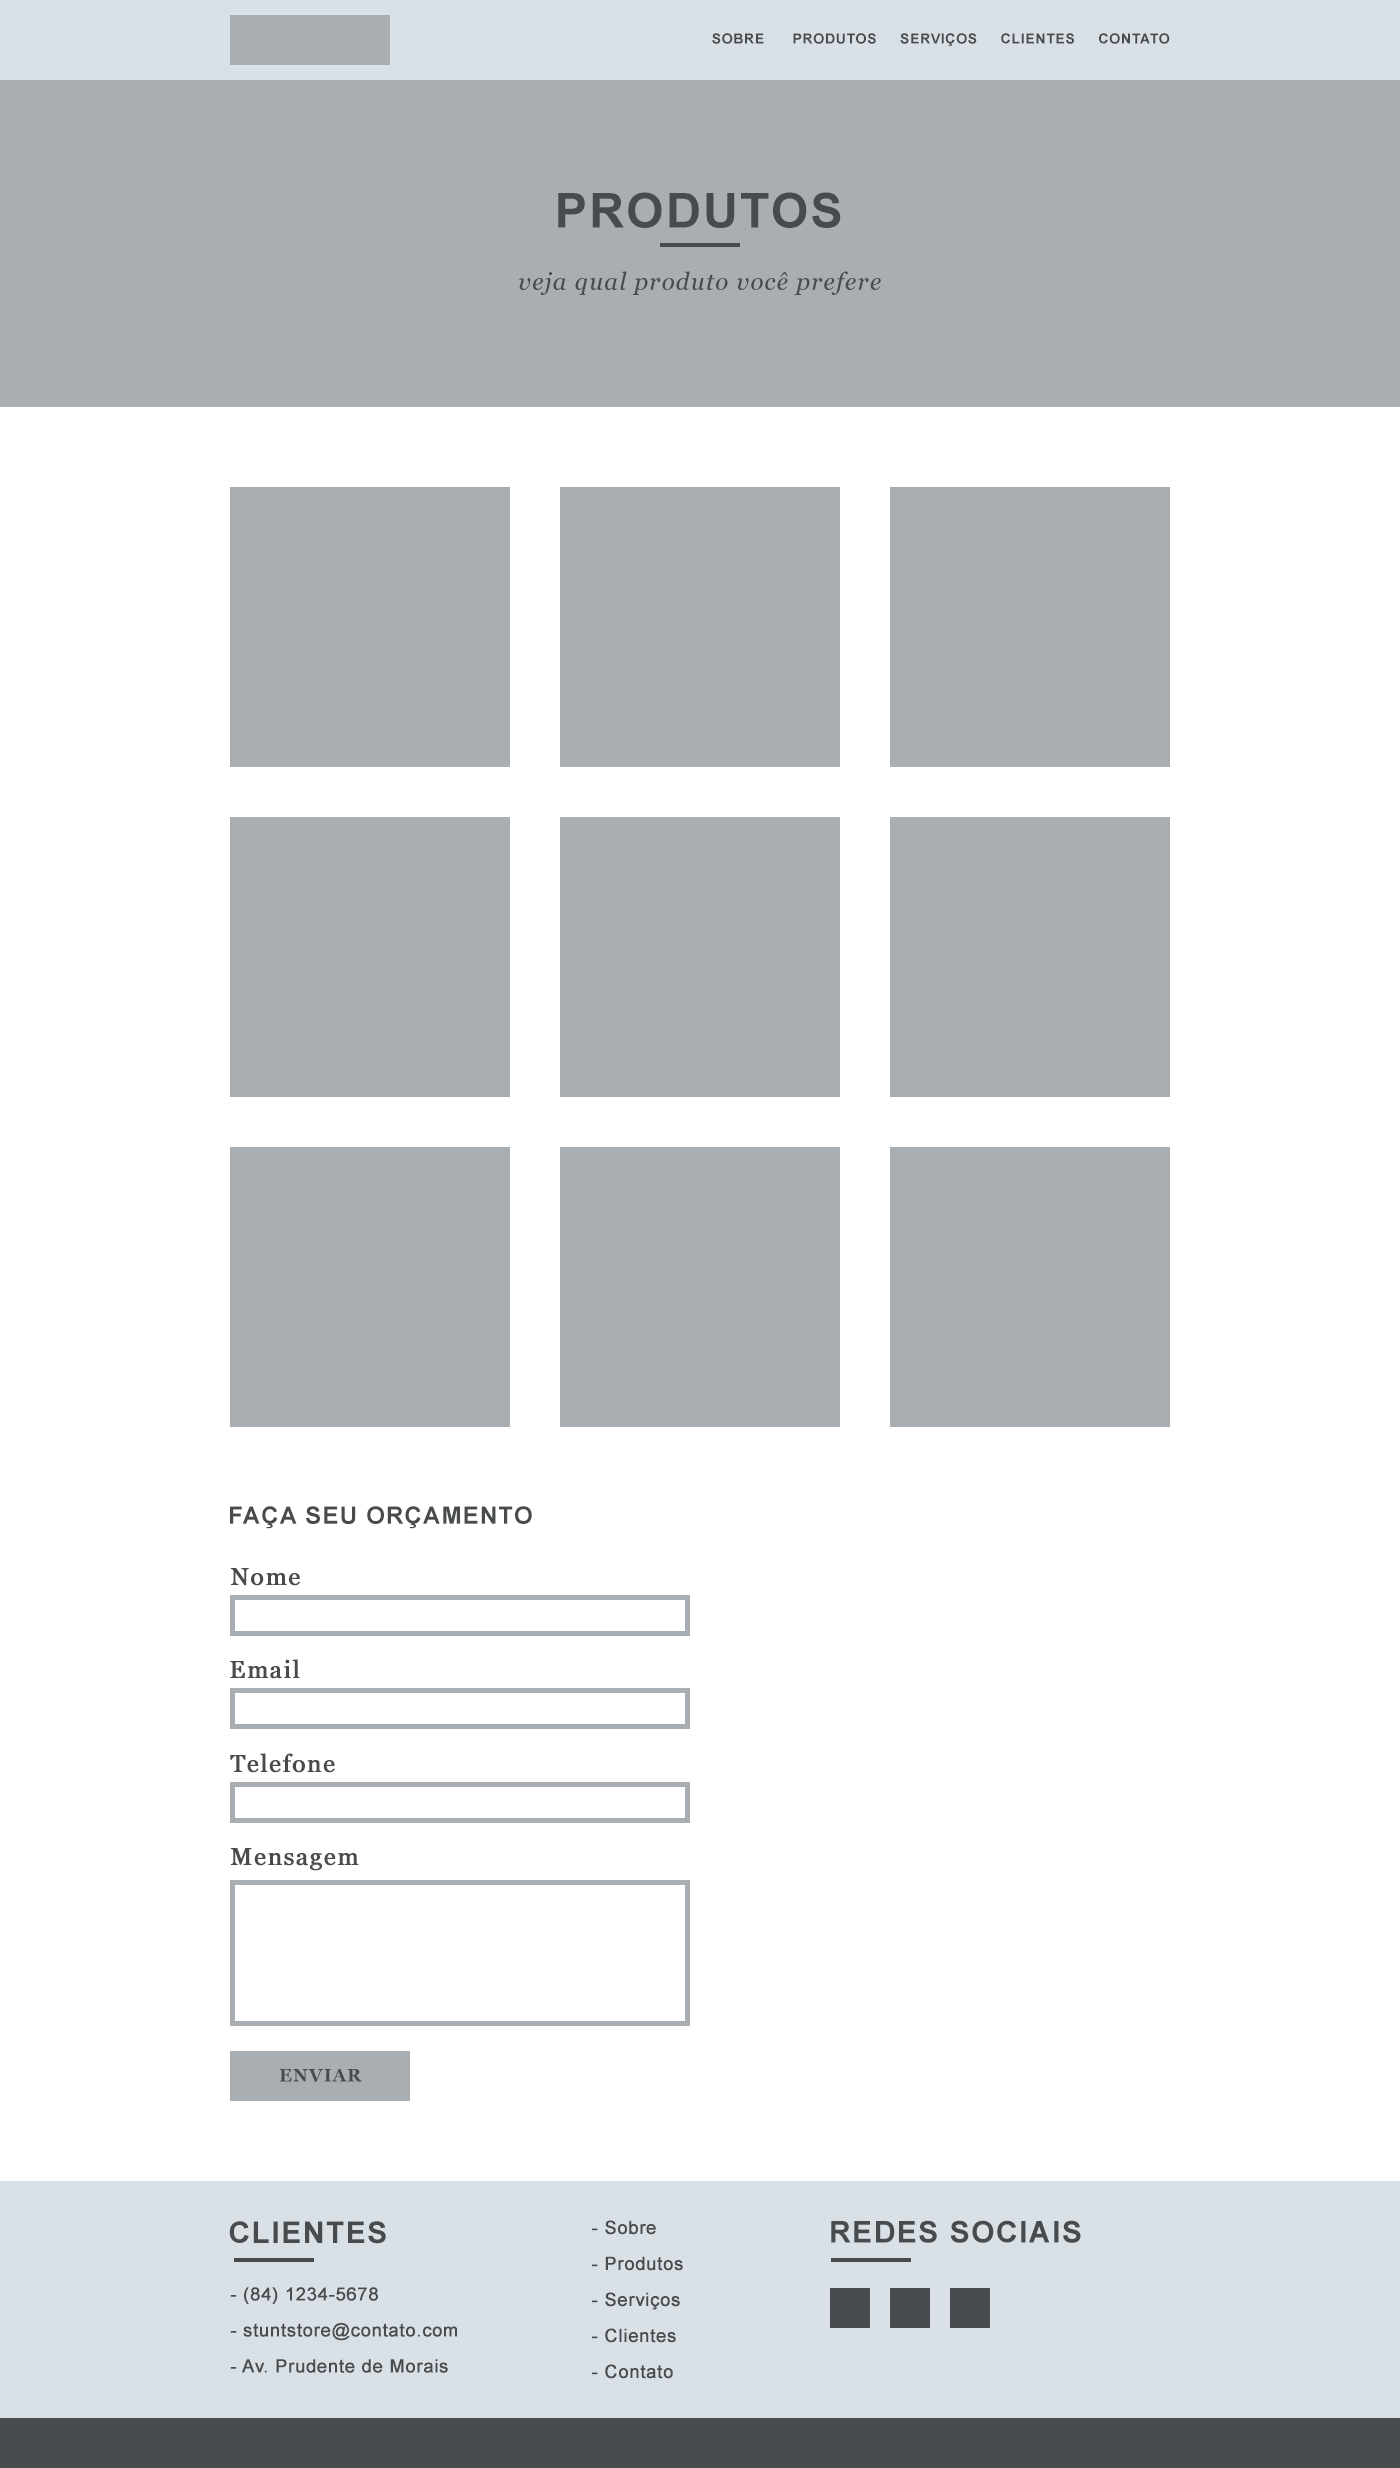 SOBRE PRODUTOS SERVIÇOS CLIENTES CONTATO
PRODUTOS
veja qual produto você prefere
FAÇA SEU ORÇAMENTO
Nome
Email
Telefone
Mensagem
ENVIAR
CLIENTES
- (84) 1234-5678
- stuntstore@contato.com
- Av. Prudente de Morais
- Sobre
- Produtos
- Serviços
- Clientes
- Contato
REDES SOCIAIS